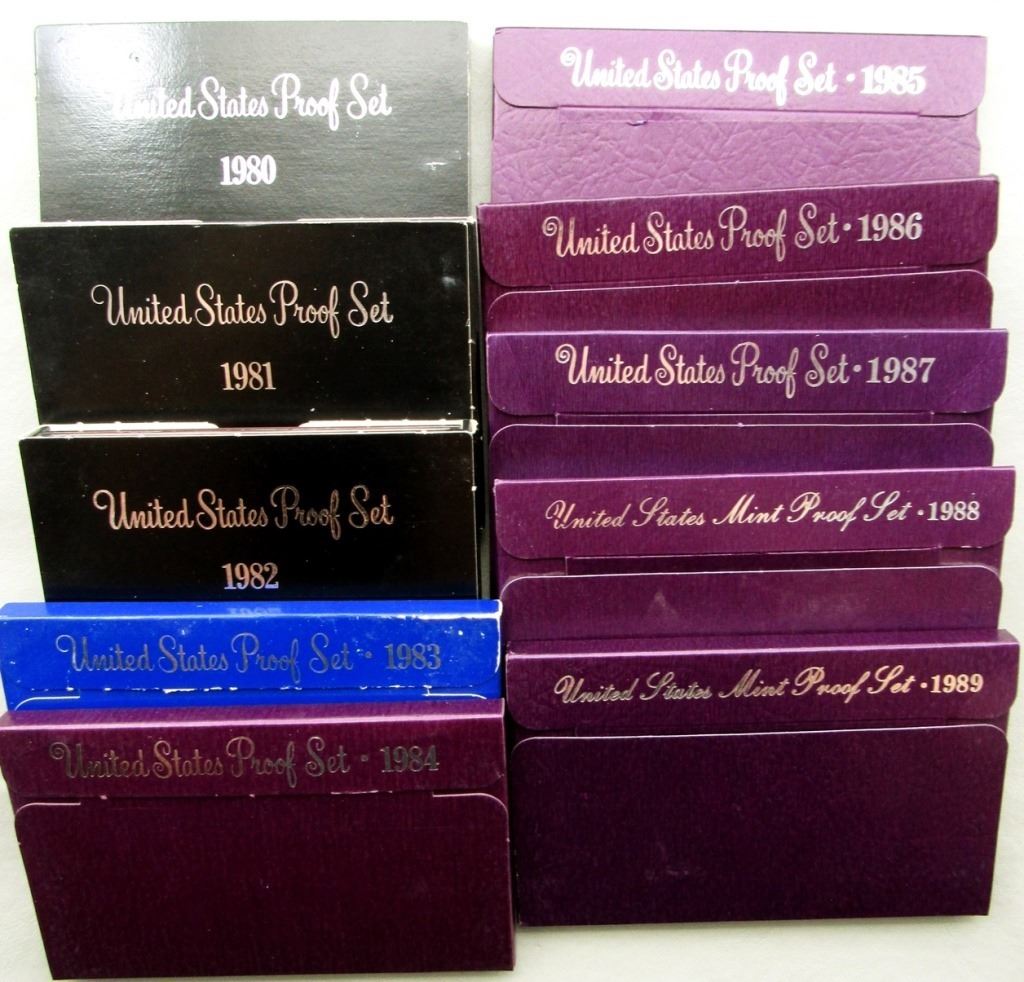 United States Proof Set
1980
United States Proof Set
1981
United States Proof Set
1982
United States Proof Set · 1983
United States Proof Set · 1984
United States Proof Set · 1985
United States Proof Set · 1986
United States Proof Set · 1987
United States Mint Proof Set · 1988
United States Mint Proof Set · 1989